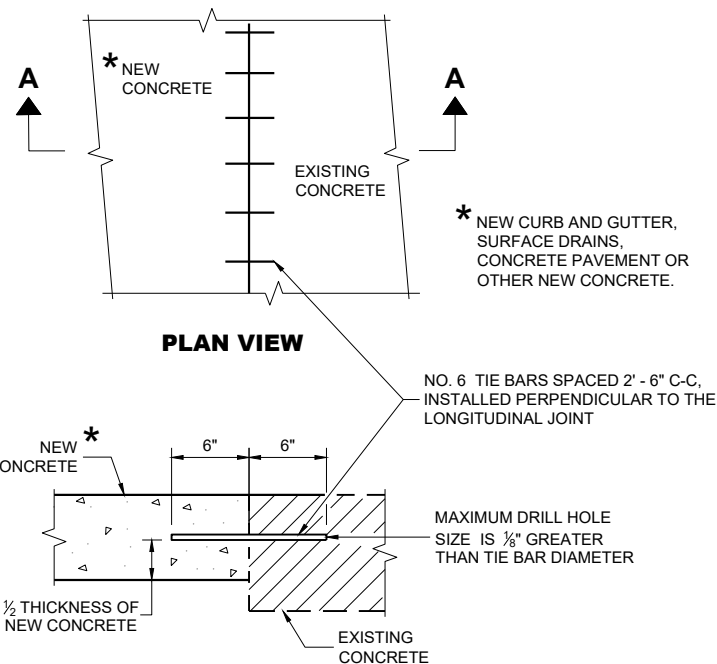 * NEW
CONCRETE
A
A
EXISTING
CONCRETE
* NEW CURB AND GUTTER,
SURFACE DRAINS,
CONCRETE PAVEMENT OR
OTHER NEW CONCRETE.
PLAN VIEW
NO. 6 TIE BARS SPACED 2' - 6" C-C,
INSTALLED PERPENDICULAR TO THE
LONGITUDINAL JOINT
NEW *
ONCRETE
6"
6"
MAXIMUM DRILL HOLE
SIZE IS ⅛" GREATER
THAN TIE BAR DIAMETER
½ THICKNESS OF
NEW CONCRETE
EXISTING
CONCRETE